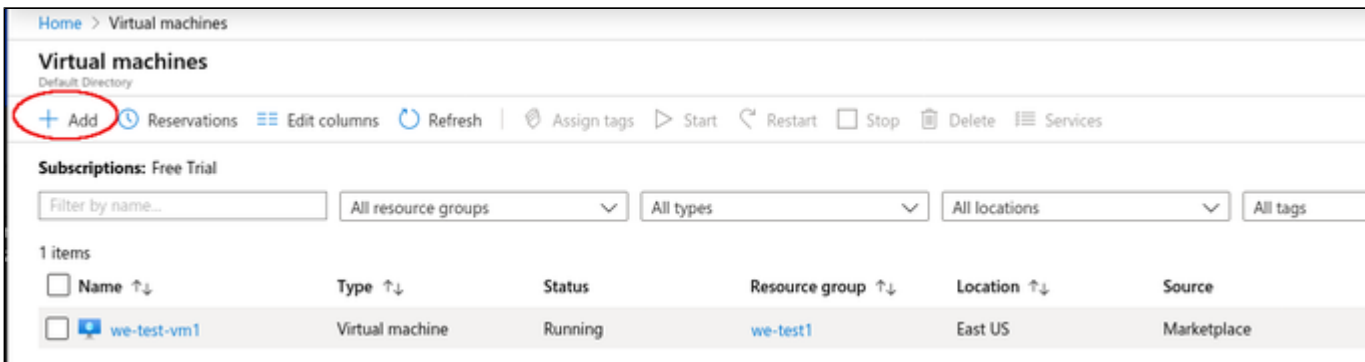 Home > Virtual machines
Virtual machines
Default Directory
+ Add Reservations Edit columns Refresh Assign tags Start Restart Stop Delete Services
Subscriptions: Free Trial
Filter by name... All resource groups All types All locations All tags
1 items
Name ↑↓ Type ↑↓ Status Resource group ↑↓ Location ↑↓ Source
we-test-vm1 Virtual machine Running we-test1 East US Marketplace